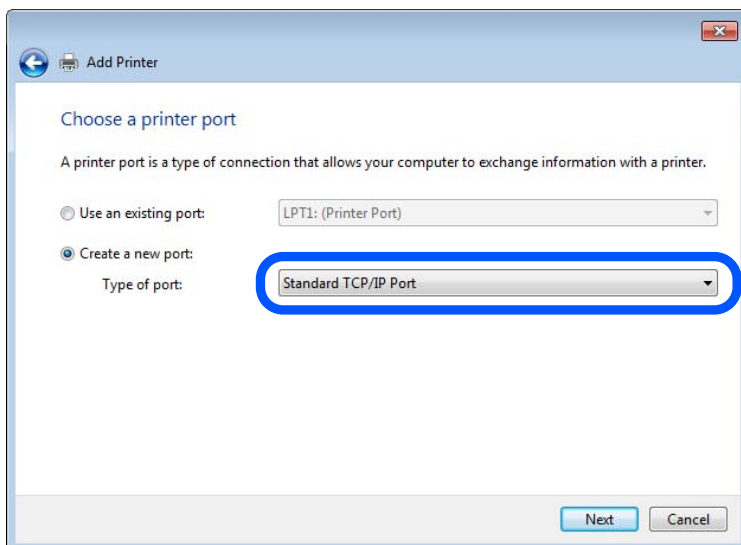 Add Printer
Choose a printer port
A printer port is a type of connection that allows your computer to exchange information with a printer.
Use an existing port: LPT1: (Printer Port)
Create a new port:
Type of port: Standard TCP/IP Port
Next Cancel